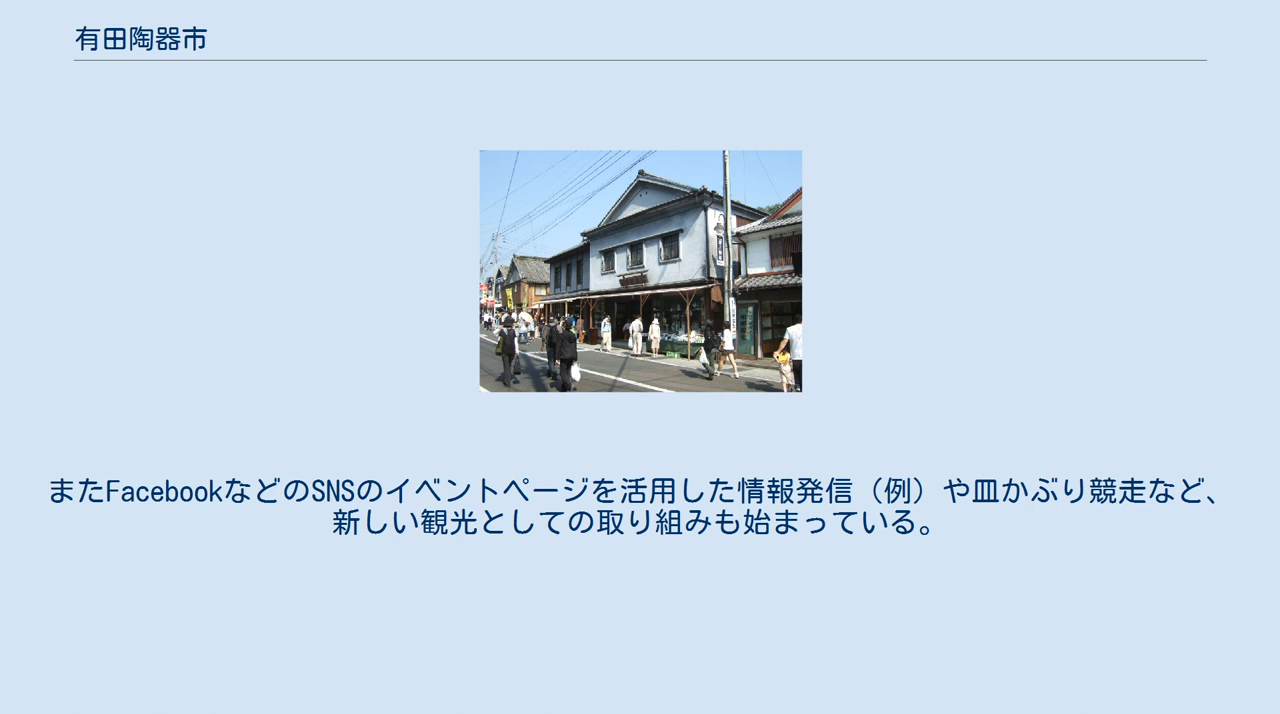 有田陶器市
またFacebookなどのSNSのイベントページを活用した情報発信（例）や皿かぶり競走など、
新しい観光としての取り組みも始まっている。